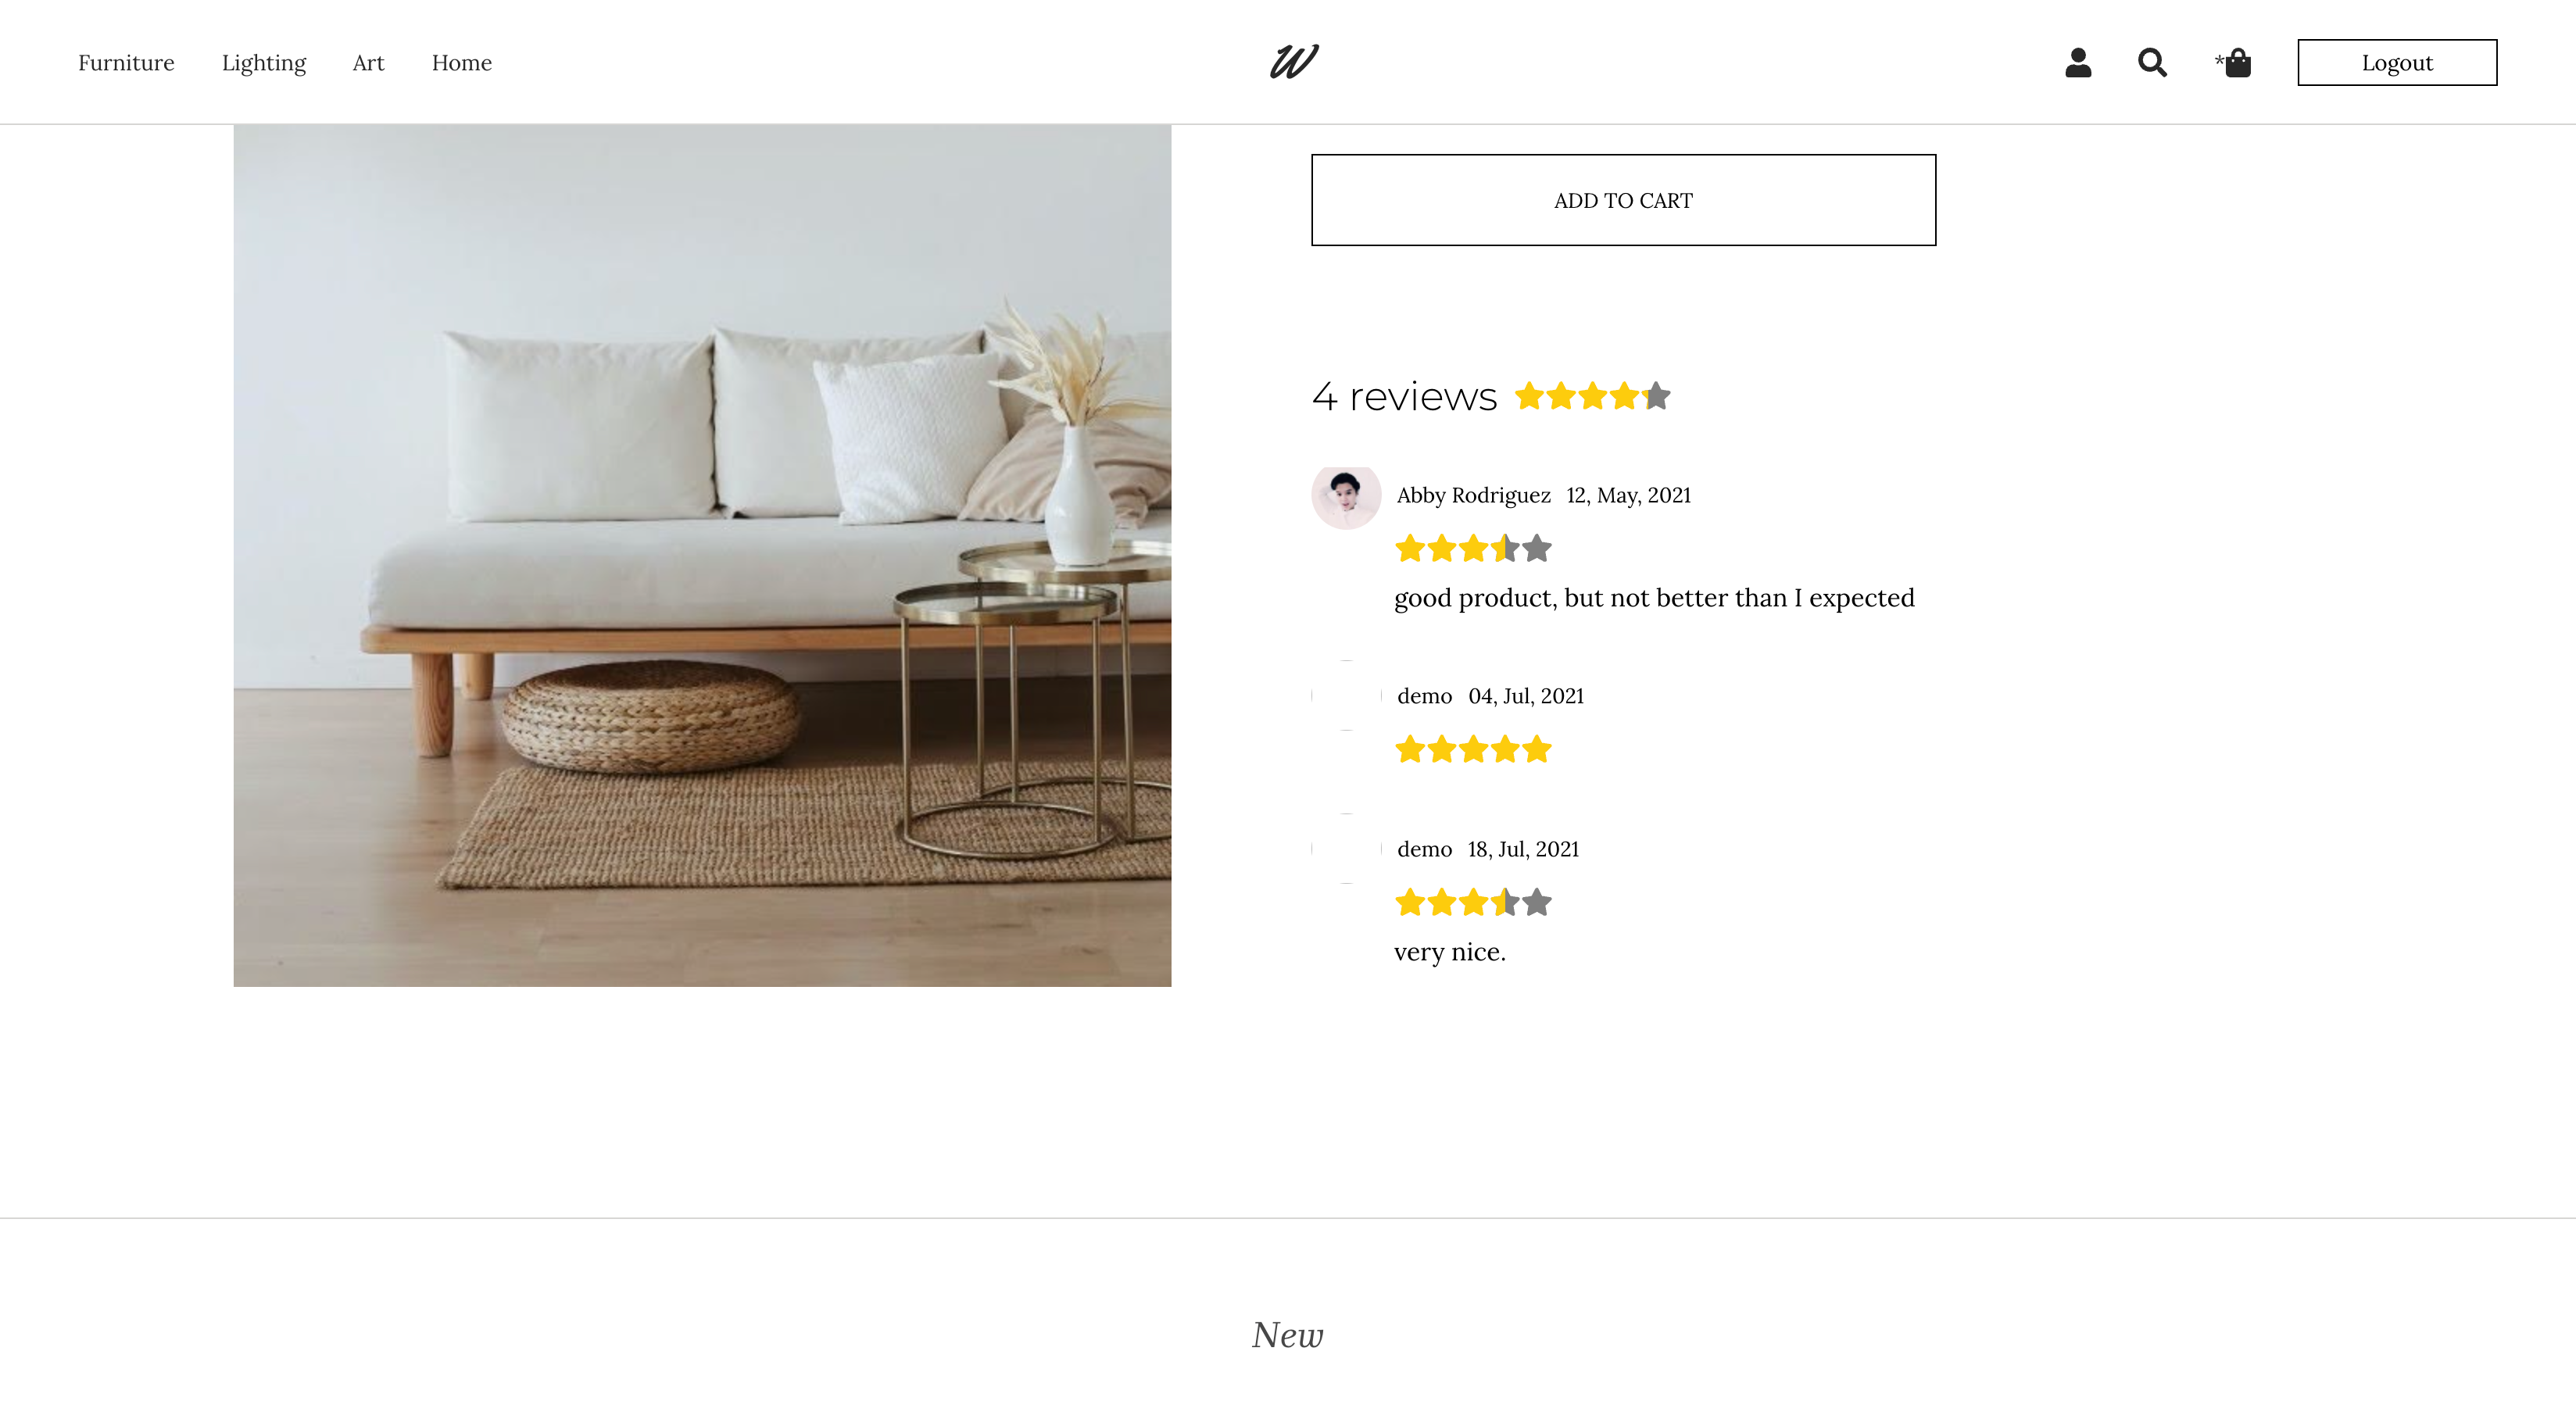 Furniture Lighting Art Home W * Logout
ADD TO CART
4 reviews
Abby Rodriguez 12, May, 2021
good product, but not better than I expected
demo 04, Jul, 2021
demo 18, Jul, 2021
very nice.
New